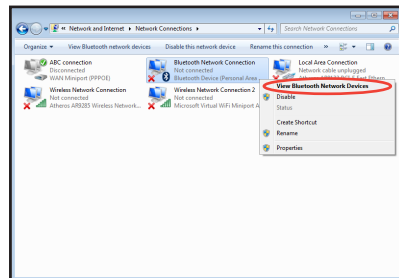 « Network and Internet ▸ Network Connections ▸
Search Network Connections
Organize
View Bluetooth network devices
Disable this network device
Rename this connection
»
ABC connection
Disconnected
WAN Miniport (PPPOE)
Bluetooth Network Connection
Not connected
Bluetooth Device (Personal Area ...
Local Area Connection
Network cable unplugged
Wireless Network Connection
Not connected
Atheros AR9285 Wireless Network...
Wireless Network Connection 2
Not connected
Microsoft Virtual WiFi Miniport A...
View Bluetooth Network Devices
Disable
Status
Create Shortcut
Rename
Properties